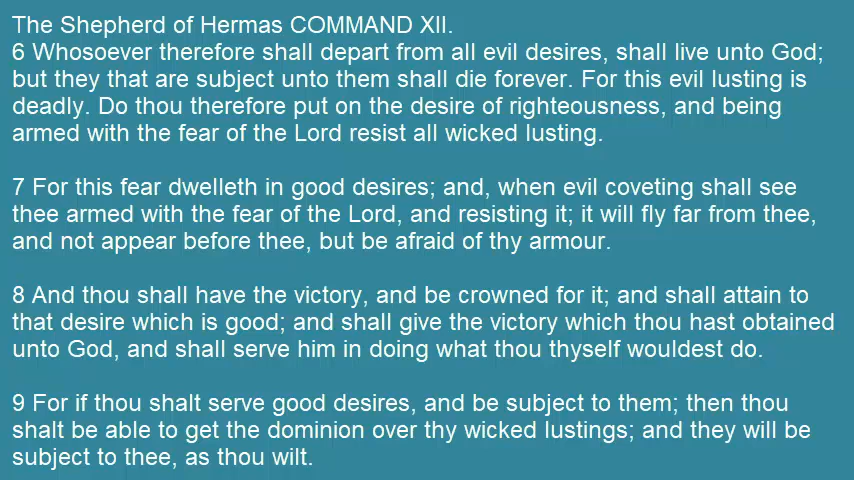 The Shepherd of Hermas COMMAND XII.
6 Whosoever therefore shall depart from all evil desires, shall live unto God;
but they that are subject unto them shall die forever. For this evil lusting is
deadly. Do thou therefore put on the desire of righteousness, and being
armed with the fear of the Lord resist all wicked lusting.
7 For this fear dwelleth in good desires; and, when evil coveting shall see
thee armed with the fear of the Lord, and resisting it; it will fly far from thee,
and not appear before thee, but be afraid of thy armour.
8 And thou shall have the victory, and be crowned for it; and shall attain to
that desire which is good; and shall give the victory which thou hast obtained
unto God, and shall serve him in doing what thou thyself wouldest do.
9 For if thou shalt serve good desires, and be subject to them; then thou
shalt be able to get the dominion over thy wicked lustings; and they will be
subject to thee, as thou wilt.